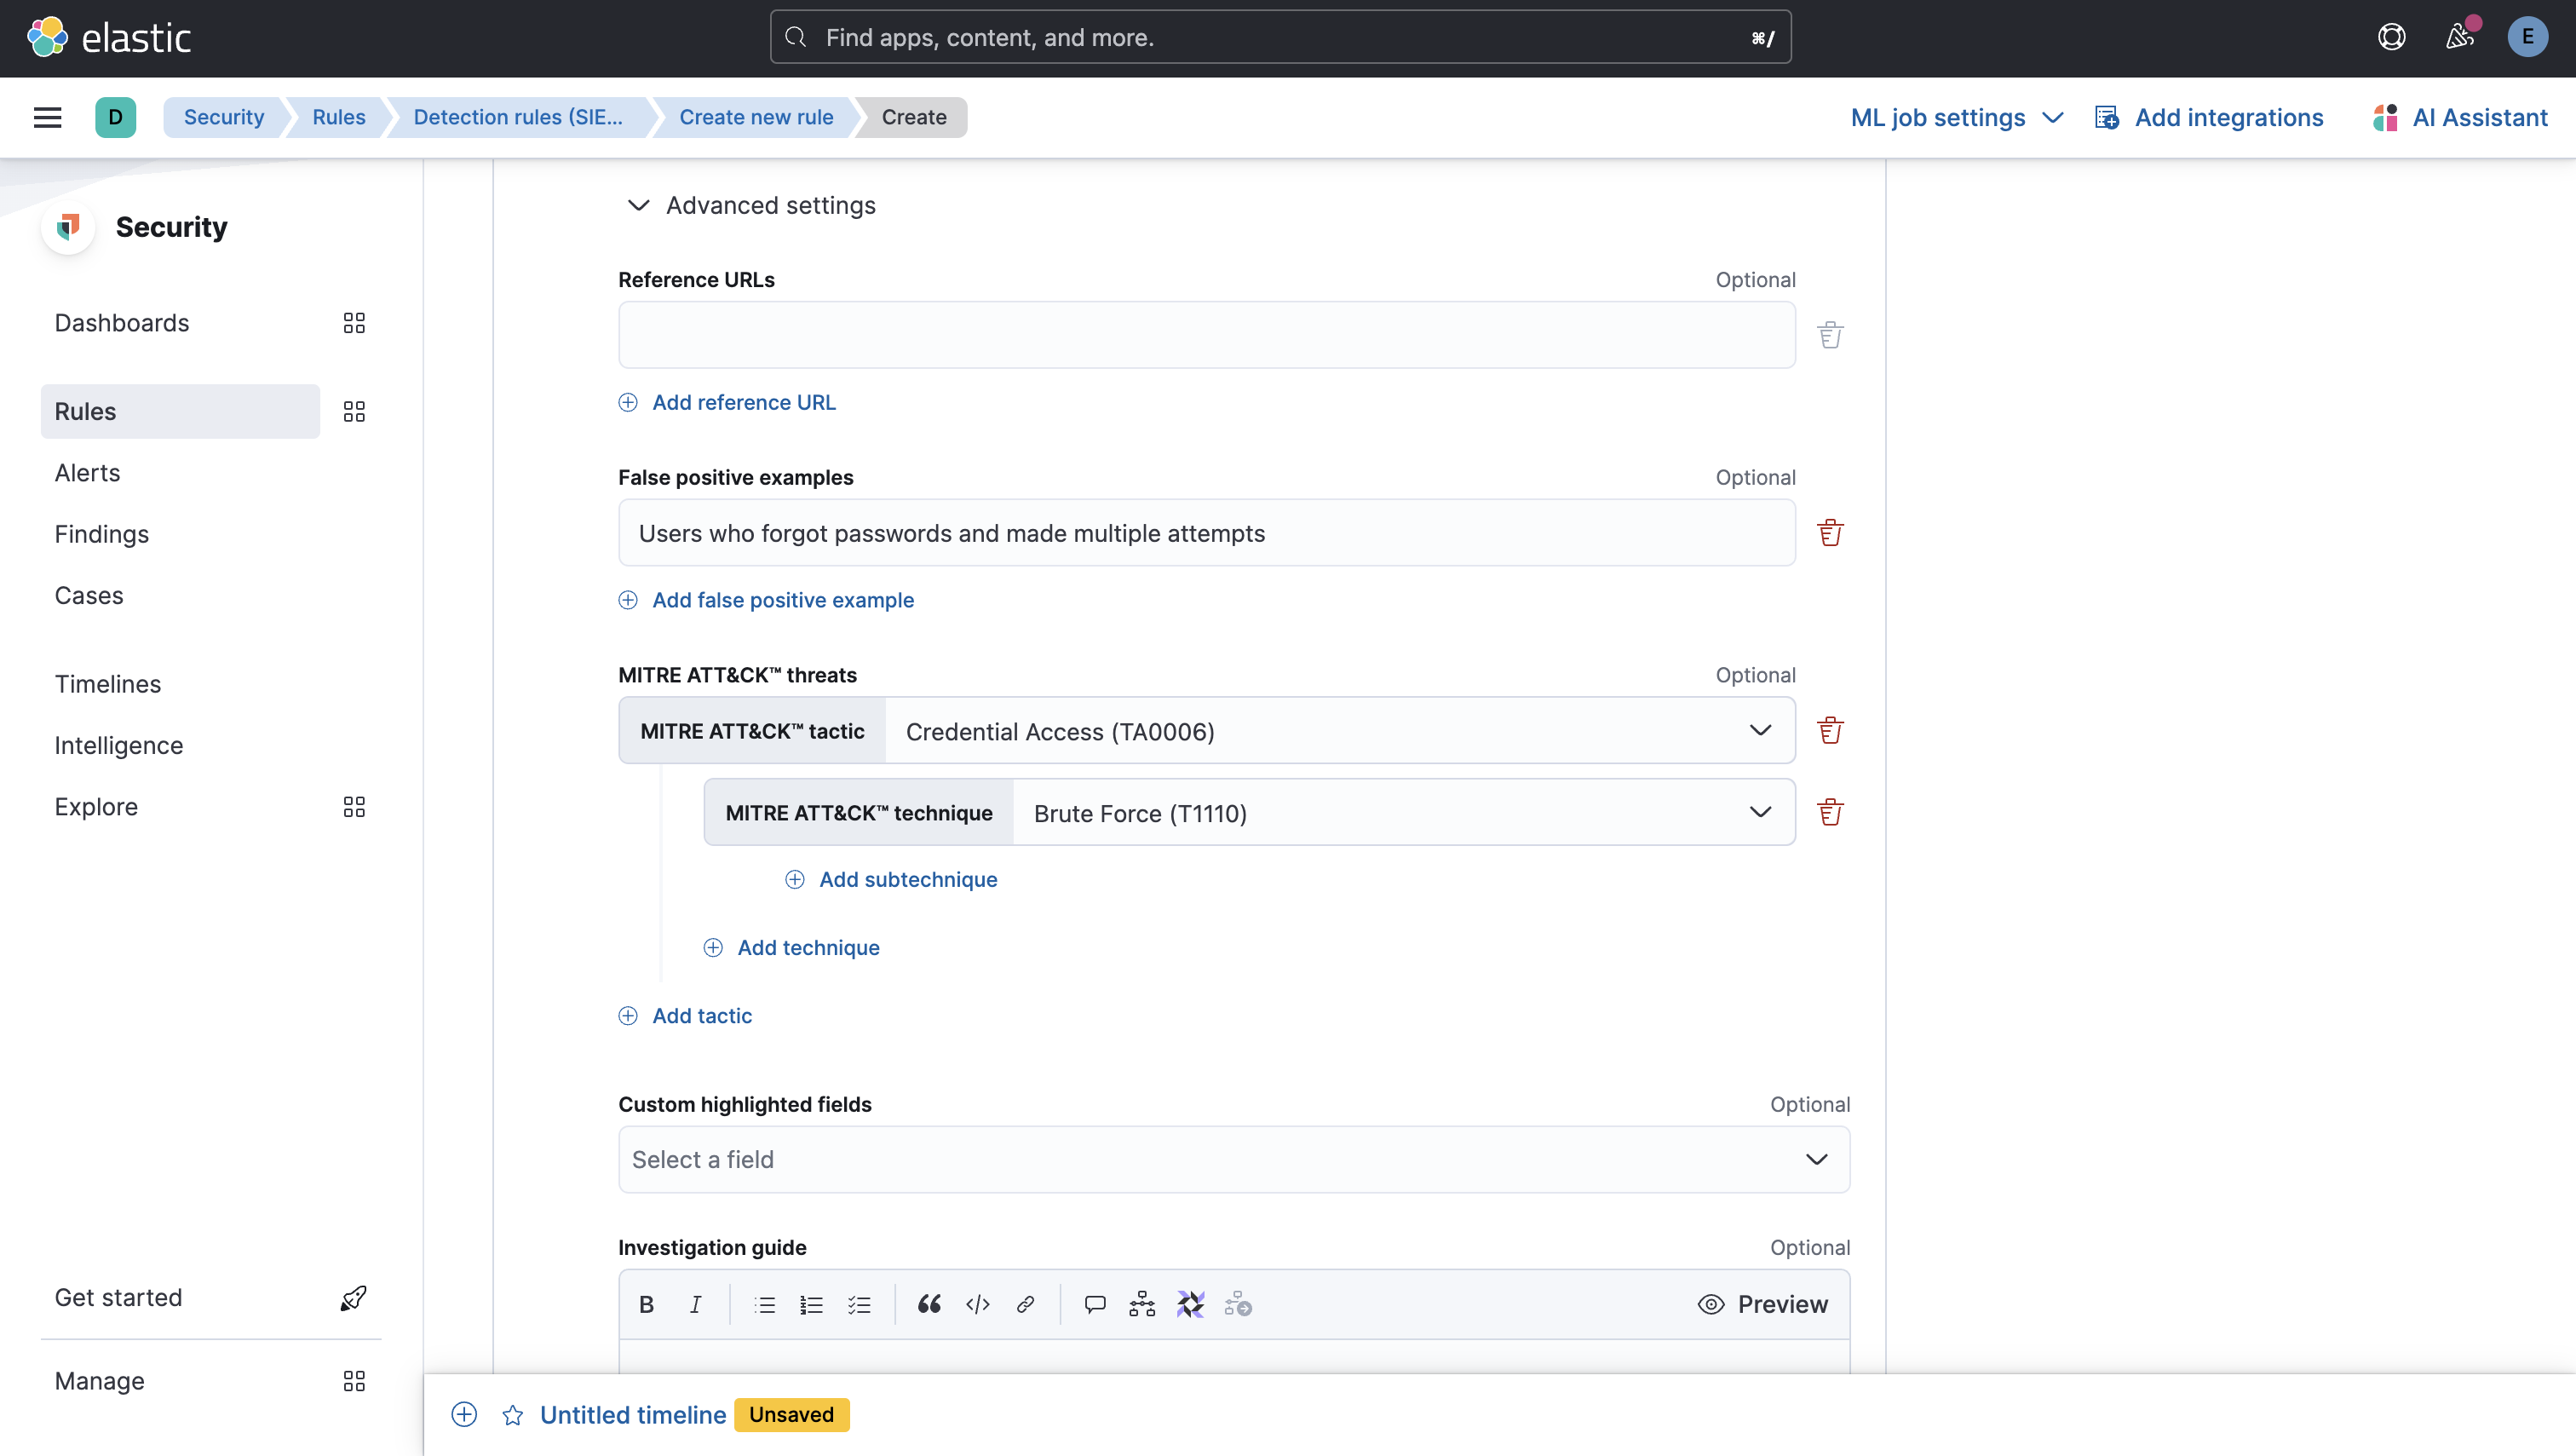 elastic
Find apps, content, and more.
⌘/
E
D
Security
Rules
Detection rules (SIE...
Create new rule
Create
ML job settings
Add integrations
AI Assistant
Security
Dashboards
Rules
Alerts
Findings
Cases
Timelines
Intelligence
Explore
Get started
Manage
Advanced settings
Reference URLs
Optional
Add reference URL
False positive examples
Optional
Users who forgot passwords and made multiple attempts
Add false positive example
MITRE ATT&CK™ threats
Optional
MITRE ATT&CK™ tactic
Credential Access (TA0006)
MITRE ATT&CK™ technique
Brute Force (T1110)
Add subtechnique
Add technique
Add tactic
Custom highlighted fields
Optional
Select a field
Investigation guide
Optional
B
I
Preview
Untitled timeline
Unsaved